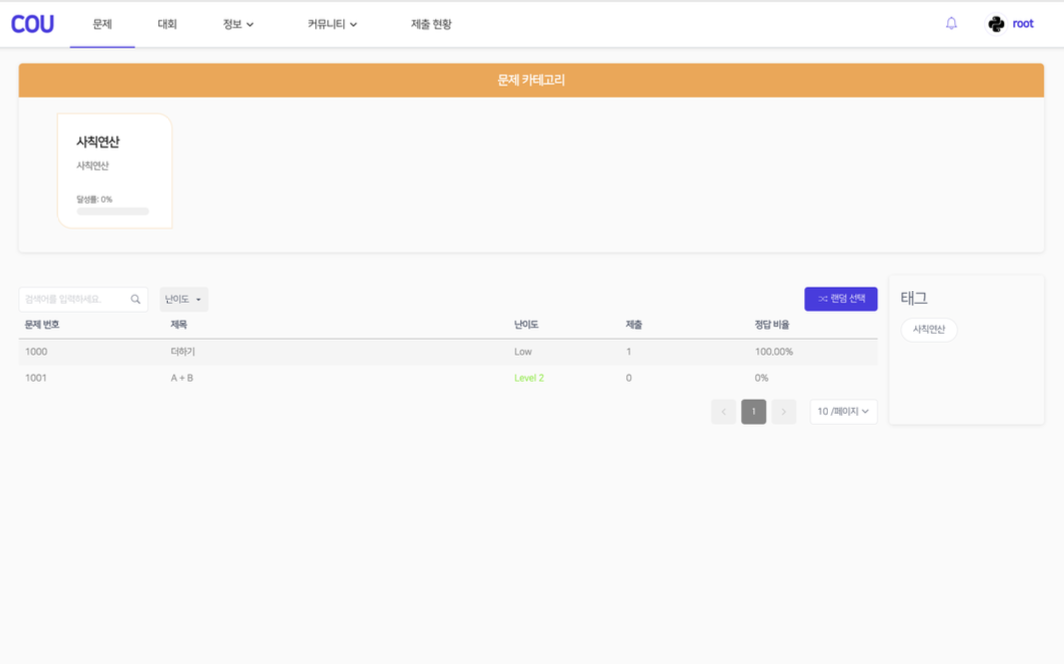 COU 문제 대회 정보 커뮤니티 제출 현황 root
문제 카테고리
사칙연산
사칙연산
달성률: 0%
검색어를 입력하세요. 난이도 랜덤 선택
문제 번호 제목 난이도 제출 정답 비율
1000 더하기 Low 1 100.00%
1001 A + B Level 2 0 0%
1 10 /페이지
태그
사칙연산